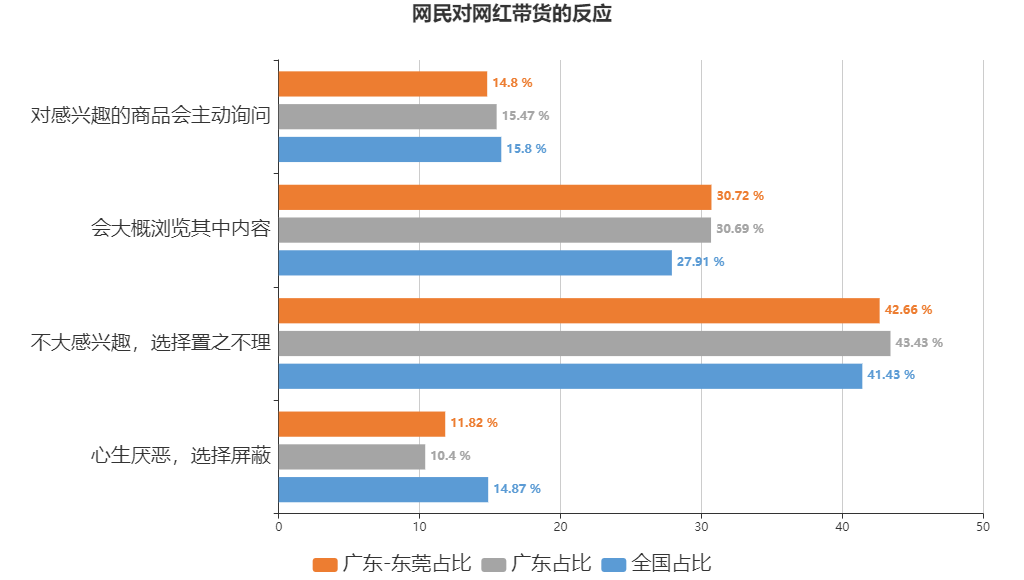 网民对网红带货的反应
对感兴趣的商品会主动询问
14.8 %
15.47 %
15.8 %
会大概浏览其中内容
30.72 %
30.69 %
27.91 %
不大感兴趣，选择置之不理
42.66 %
43.43 %
41.43 %
心生厌恶，选择屏蔽
11.82 %
10.4 %
14.87 %
0 10 20 30 40 50
广东-东莞占比 广东占比 全国占比